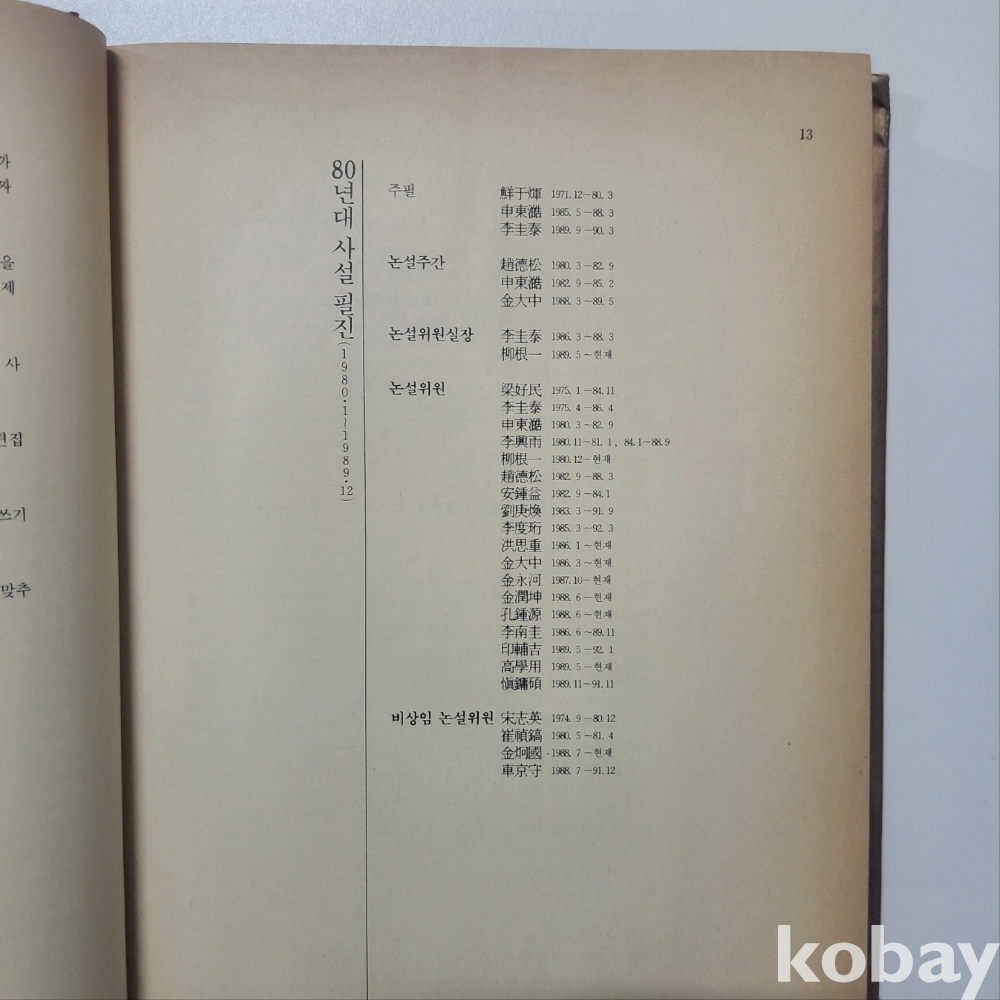 가
짜
을
제
사
편집
쓰기
맞추
13
80년대 사설 필진(1980·1~1989·12)
주필 鮮于煇 1971.12~80. 3
申東澔 1985. 5~88. 3
李圭泰 1989. 9~90. 3
논설주간 趙德松 1980. 3~82. 9
申東澔 1982. 9~85. 2
金大中 1988. 3~89. 5
논설위원실장 李圭泰 1986. 3~88. 3
柳根一 1989. 5~현재
논설위원 梁好民 1975. 1~84.11
李圭泰 1975. 4~86. 4
申東澔 1980. 3~82. 9
李興雨 1980.11~81. 1, 84.1~88.9
柳根一 1980.12~현재
趙德松 1982. 9~88. 3
安鍾益 1982. 9~84.1
劉庚煥 1983. 3~91. 9
李度珩 1985. 3~92. 3
洪思重 1986. 1~현재
金大中 1986. 3~현재
金永河 1987.10~현재
金潤坤 1988. 6~현재
孔鍾源 1988. 6~현재
李南圭 1986. 6~89.11
印輔吉 1989. 5~92. 1
高學用 1989. 5~현재
愼鏞碩 1989.11~91.11
비상임 논설위원 宋志英 1974. 9~80.12
崔禎鎬 1980. 5~81. 4
金炯國 1988. 7~현재
車京守 1988. 7~91.12
kobay